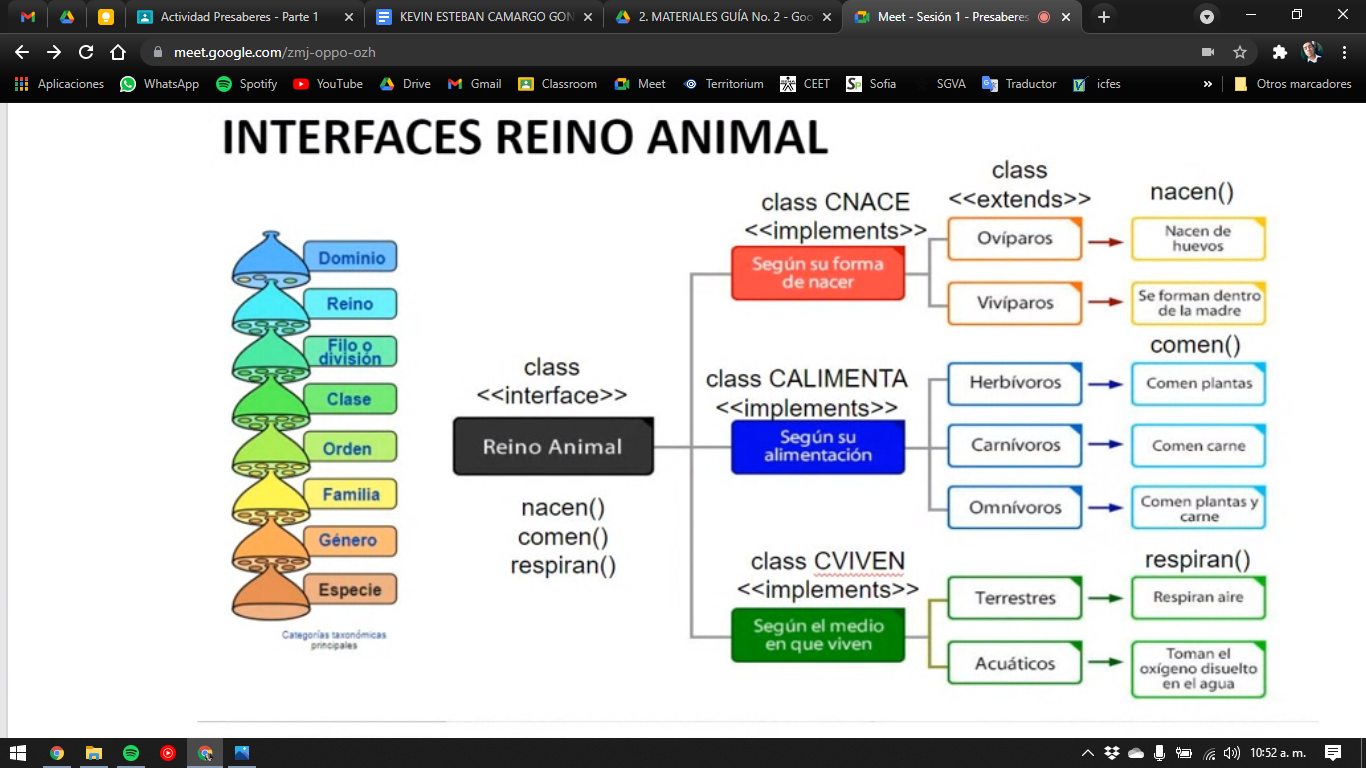 Actividad Presaberes - Parte 1
KEVIN ESTEBAN CAMARGO GON
2. MATERIALES GUÍA No. 2 - Goo
Meet - Sesión 1 - Presaberes
meet.google.com/zmj-oppo-ozh
Aplicaciones
WhatsApp
Spotify
YouTube
Drive
Gmail
Classroom
Meet
Territorium
CEET
Sofia
SGVA
Traductor
icfes
»
Otros marcadores
INTERFACES REINO ANIMAL
Dominio
Reino
Filo o
división
Clase
Orden
Familia
Género
Especie
Categorías taxonómicas
principales
class
<<interface>>
Reino Animal
nacen()
comen()
respiran()
class CNACE
<<implements>>
Según su forma
de nacer
class
<<extends>>
Ovíparos
Vivíparos
nacen()
Nacen de
huevos
Se forman dentro
de la madre
class CALIMENTA
<<implements>>
Según su
alimentación
Herbívoros
Carnívoros
Omnívoros
comen()
Comen plantas
Comen carne
Comen plantas y
carne
class CVIVEN
<<implements>>
Según el medio
en que viven
Terrestres
Acuáticos
respiran()
Respiran aire
Toman el
oxígeno disuelto
en el agua
10:52 a. m.